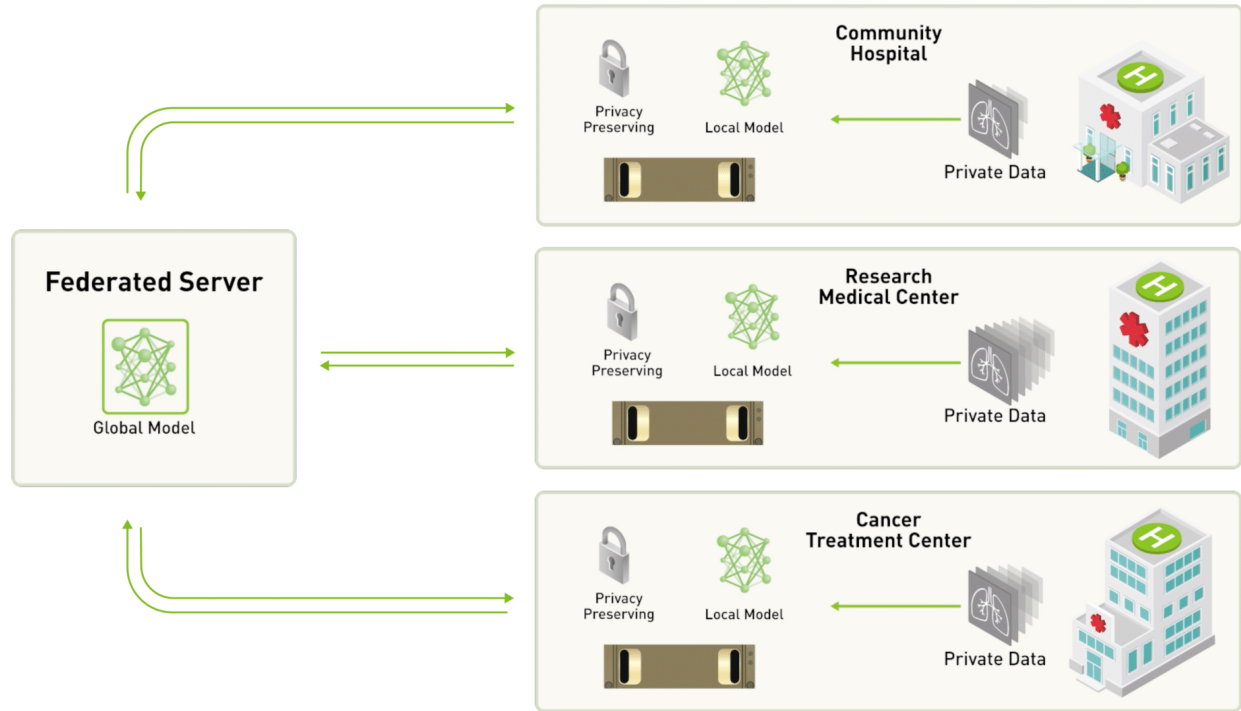 Federated Server
Global Model
Community
Hospital
Privacy
Preserving
Local Model
Private Data
H
Research
Medical Center
Privacy
Preserving
Local Model
Private Data
H
Cancer
Treatment Center
Privacy
Preserving
Local Model
Private Data
H